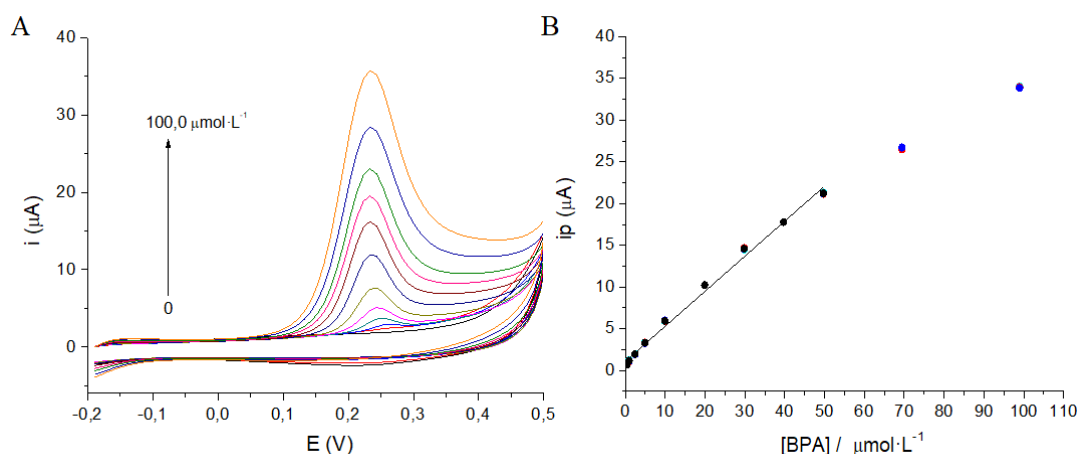 A
40
30
20
10
0
i (μA)
100,0 μmol·L⁻¹
0
-0,2 -0,1 0,0 0,1 0,2 0,3 0,4 0,5
E (V)
B
40
35
30
25
20
15
10
5
0
ip (μA)
0 10 20 30 40 50 60 70 80 90 100 110
[BPA] / μmol·L⁻¹